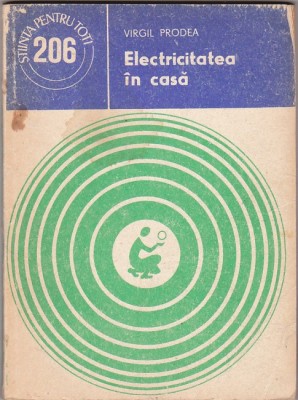 ȘTIINȚA PENTRU TOȚI
206
VIRGIL PRODEA
Electricitatea
în casă